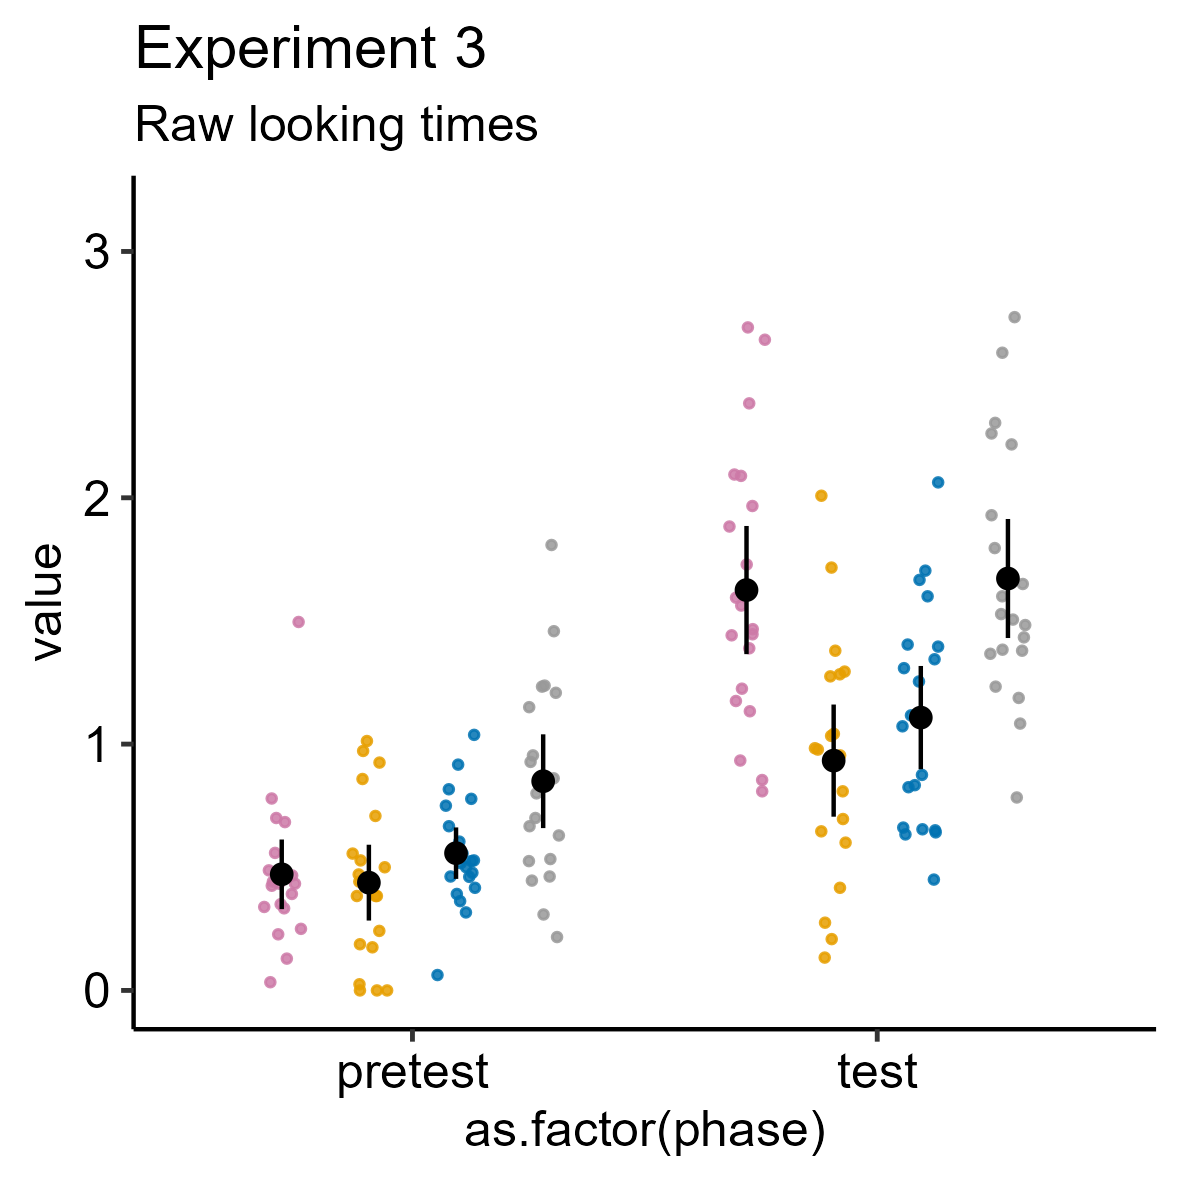 Experiment 3
Raw looking times
3
2
1
0
value
pretest test
as.factor(phase)